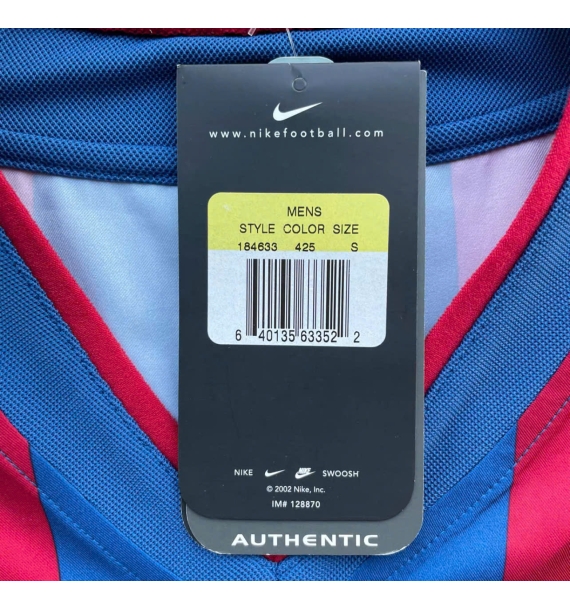 www.nikefootball.com
MENS
STYLE COLOR SIZE
184633 425 S
6 40135 63352 2
NIKE SWOOSH
© 2002 Nike, Inc.
IM# 128870
AUTHENTIC